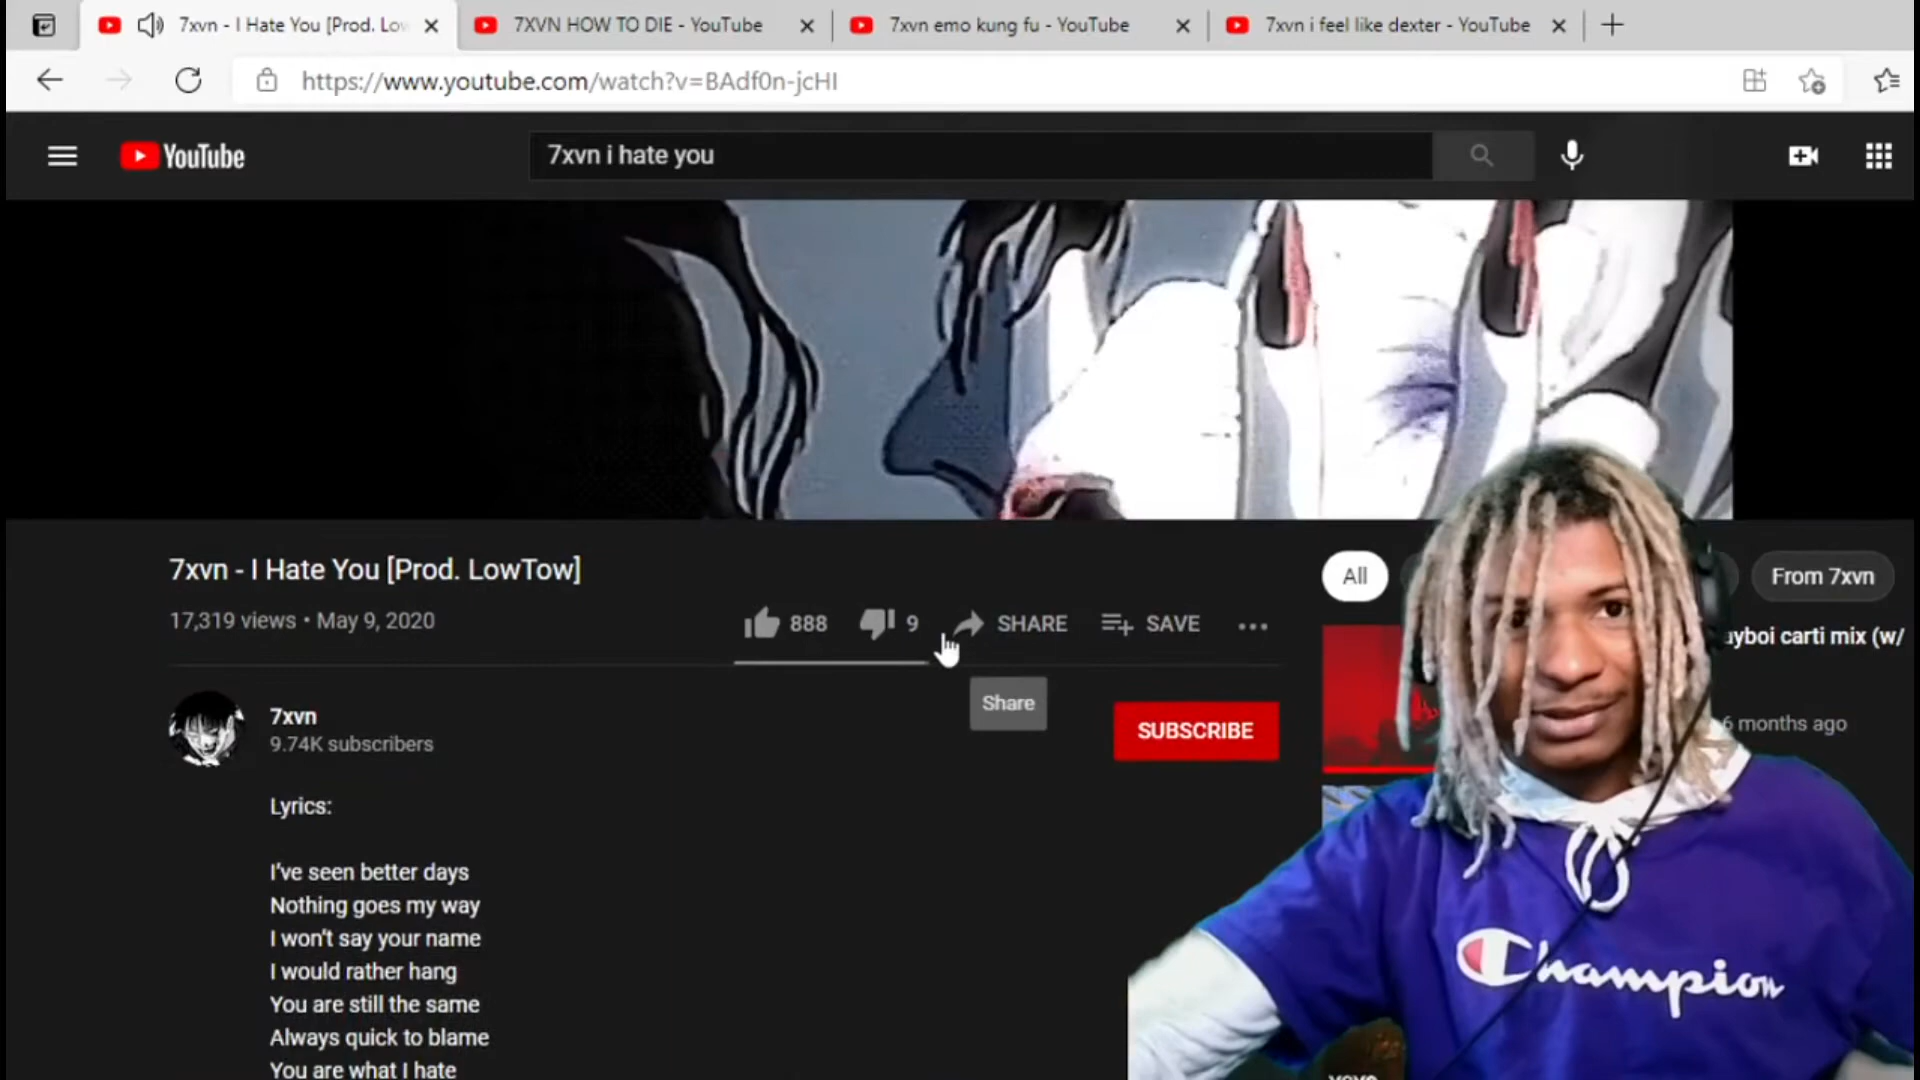 7xvn - I Hate You [Prod. Low
7XVN HOW TO DIE - YouTube
7xvn emo kung fu - YouTube
7xvn i feel like dexter - YouTube
https://www.youtube.com/watch?v=BAdf0n-jcHI
YouTube
7xvn i hate you
7xvn - I Hate You [Prod. LowTow]
17,319 views • May 9, 2020
888
9
SHARE
SAVE
Share
7xvn
9.74K subscribers
SUBSCRIBE
Lyrics:
I've seen better days
Nothing goes my way
I won't say your name
I would rather hang
You are still the same
Always quick to blame
You are what I hate
All
From 7xvn
ayboi carti mix (w/
6 months ago
Champion